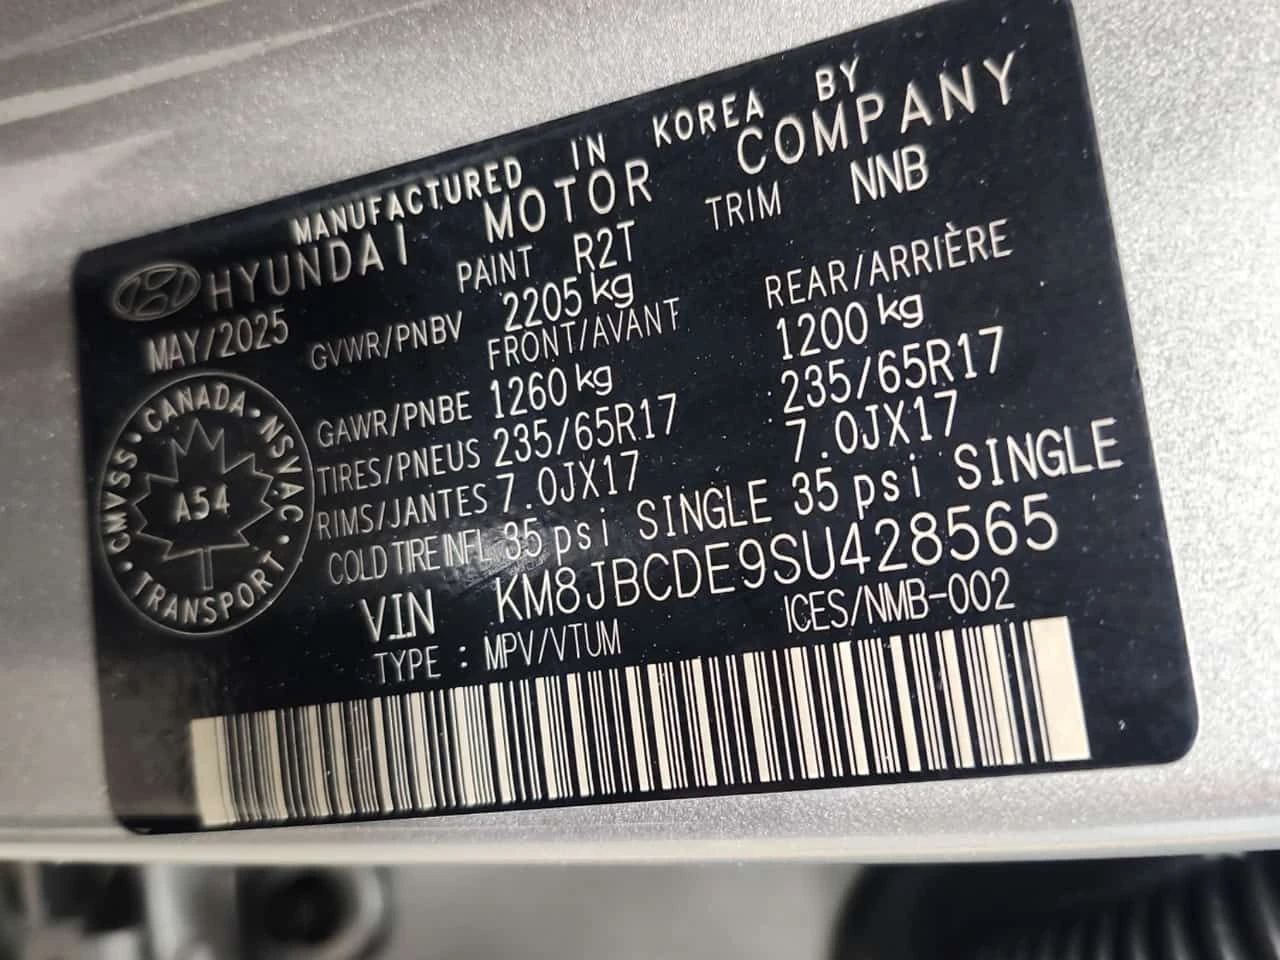 MANUFACTURED IN KOREA BY
HYUNDAI MOTOR COMPANY
MAY/2025 PAINT R2T TRIM NNB
GVWR/PNBV 2205 kg
FRONT/AVANT REAR/ARRIÈRE
GAWR/PNBE 1260 kg 1200 kg
TIRES/PNEUS 235/65R17 235/65R17
RIMS/JANTES 7.0JX17 7.0JX17
COLD TIRE INFL 35 psi SINGLE 35 psi SINGLE
VIN KM8JBCDE9SU428565
TYPE : MPV/VTUM ICES/NMB-002
CANADA • NSVAC • TRANSPORT • CMVSS •
A54